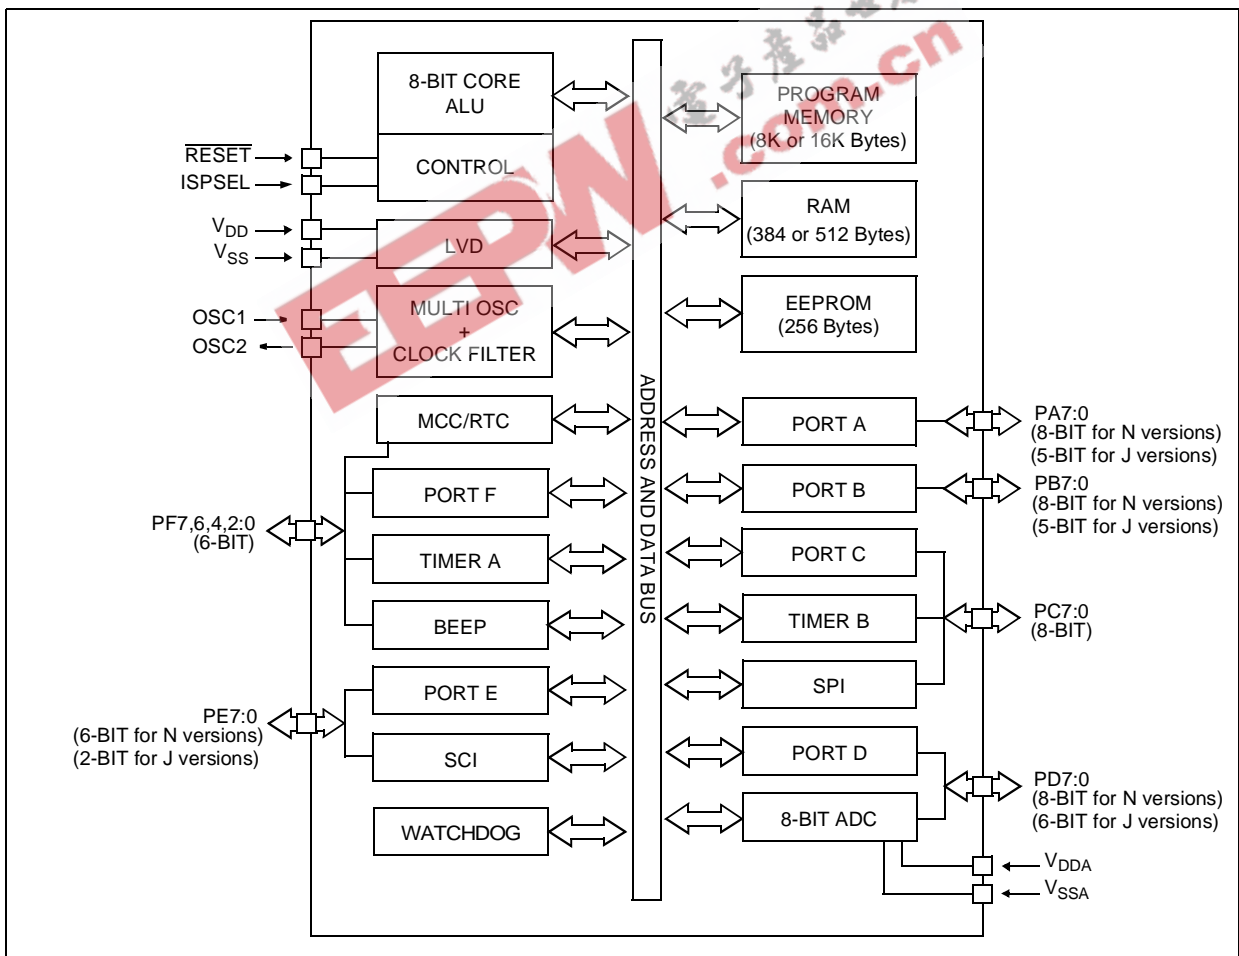 8-BIT CORE
ALU
CONTROL
RESET
ISPSEL
VDD
VSS
LVD
OSC1
OSC2
MULTI OSC
+
CLOCK FILTER
MCC/RTC
PORT F
PF7,6,4,2:0
(6-BIT)
TIMER A
BEEP
PORT E
PE7:0
(6-BIT for N versions)
(2-BIT for J versions)
SCI
WATCHDOG
ADDRESS AND DATA BUS
PROGRAM
MEMORY
(8K or 16K Bytes)
RAM
(384 or 512 Bytes)
EEPROM
(256 Bytes)
PORT A
PA7:0
(8-BIT for N versions)
(5-BIT for J versions)
PORT B
PB7:0
(8-BIT for N versions)
(5-BIT for J versions)
PORT C
TIMER B
PC7:0
(8-BIT)
SPI
PORT D
PD7:0
(8-BIT for N versions)
(6-BIT for J versions)
8-BIT ADC
VDDA
VSSA
EEPW
.com.cn
電子產品世